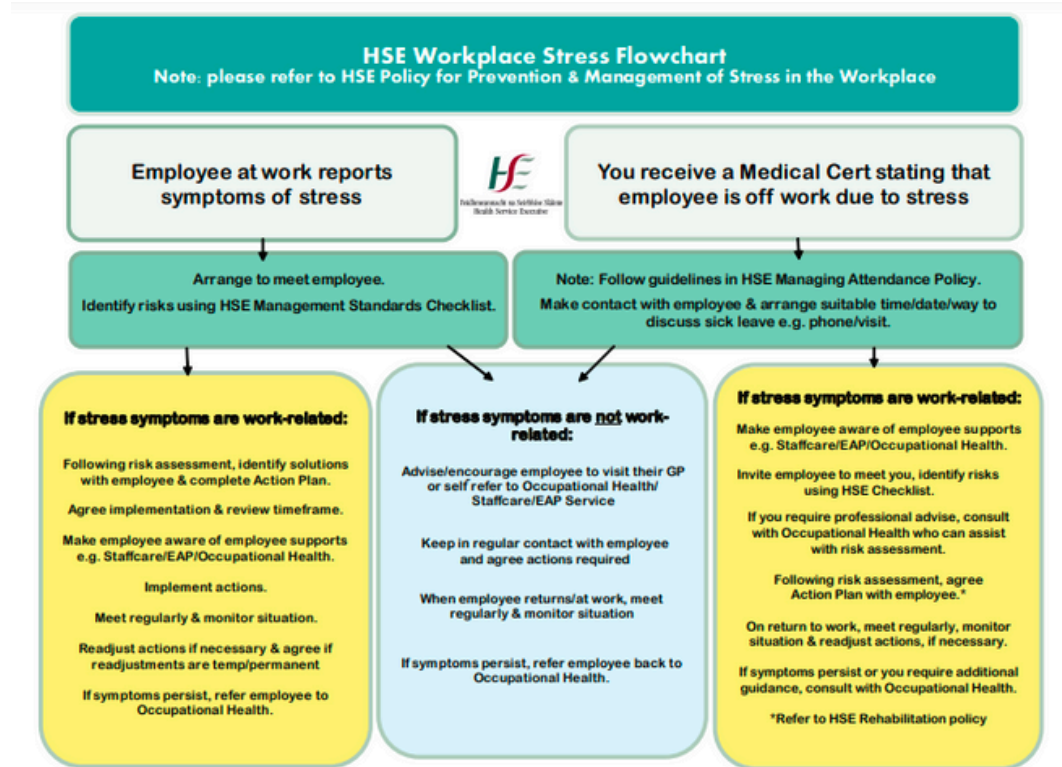 HSE Workplace Stress Flowchart
Note: please refer to HSE Policy for Prevention & Management of Stress in the Workplace
Employee at work reports
symptoms of stress
Feidhmeannacht na Seirbhíse Sláinte
Health Service Executive
You receive a Medical Cert stating that
employee is off work due to stress
Arrange to meet employee.
Identify risks using HSE Management Standards Checklist.
Note: Follow guidelines in HSE Managing Attendance Policy.
Make contact with employee & arrange suitable time/date/way to
discuss sick leave e.g. phone/visit.
If stress symptoms are work-related:
Following risk assessment, identify solutions
with employee & complete Action Plan.
Agree implementation & review timeframe.
Make employee aware of employee supports
e.g. Staffcare/EAP/Occupational Health.
Implement actions.
Meet regularly & monitor situation.
Readjust actions if necessary & agree if
readjustments are temp/permanent
If symptoms persist, refer employee to
Occupational Health.
If stress symptoms are not work-
related:
Advise/encourage employee to visit their GP
or self refer to Occupational Health/
Staffcare/EAP Service
Keep in regular contact with employee
and agree actions required
When employee returns/at work, meet
regularly & monitor situation
If symptoms persist, refer employee back to
Occupational Health.
If stress symptoms are work-related:
Make employee aware of employee supports
e.g. Staffcare/EAP/Occupational Health.
Invite employee to meet you, identify risks
using HSE Checklist.
If you require professional advise, consult
with Occupational Health who can assist
with risk assessment.
Following risk assessment, agree
Action Plan with employee.*
On return to work, meet regularly, monitor
situation & readjust actions, if necessary.
If symptoms persist or you require additional
guidance, consult with Occupational Health.
*Refer to HSE Rehabilitation policy